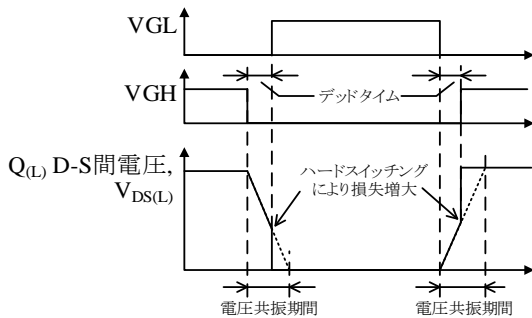 VGL
VGH
デッドタイム
Q(L) D-S間電圧,
VDS(L)
ハードスイッチング
により損失増大
電圧共振期間
電圧共振期間